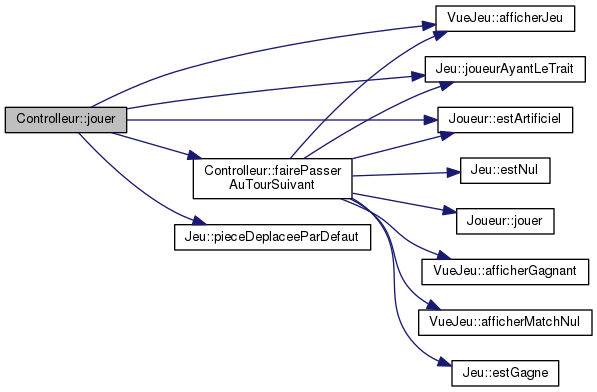 VueJeu::afficherJeu
Jeu::joueurAyantLeTrait
Controlleur::jouer
Joueur::estArtificiel
Controlleur::fairePasser
AuTourSuivant
Jeu::estNul
Joueur::jouer
Jeu::pieceDeplaceeParDefaut
VueJeu::afficherGagnant
VueJeu::afficherMatchNul
Jeu::estGagne